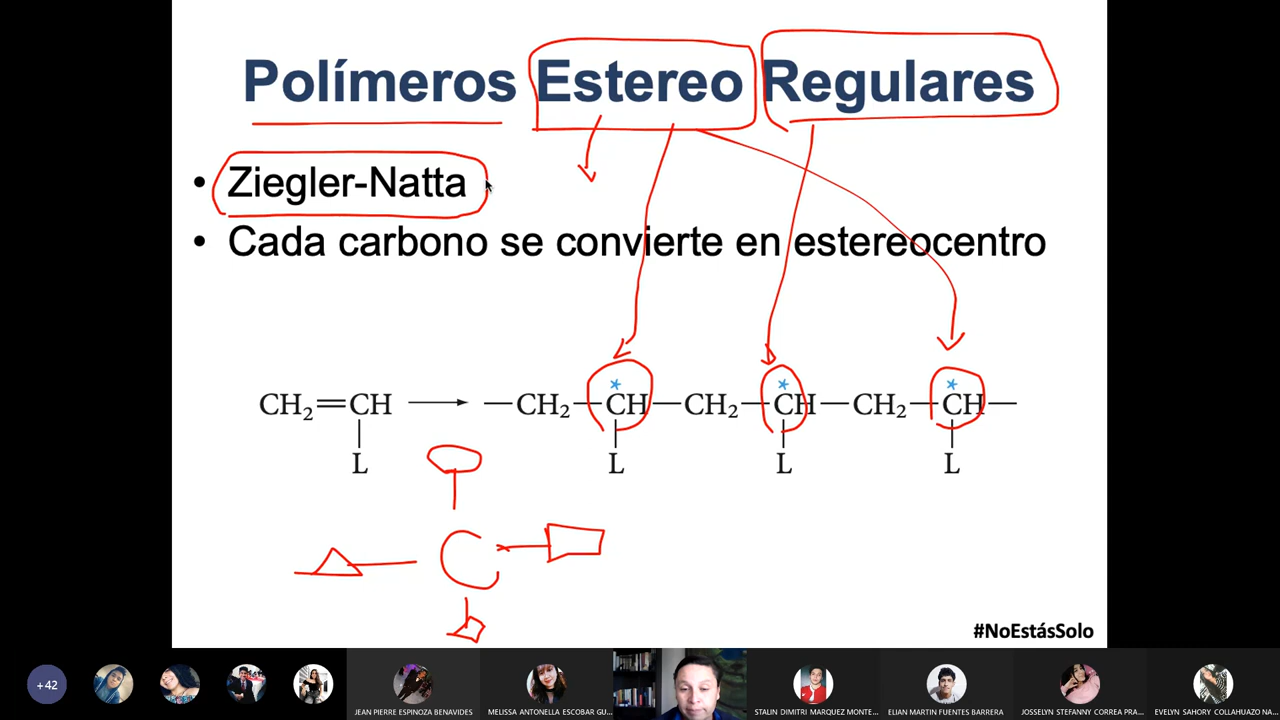 Polímeros Estereo Regulares
• Ziegler-Natta
• Cada carbono se convierte en estereocentro
* * *
CH₂=CH → —CH₂—CH—CH₂—CH—CH₂—CH—
L L L L
C
#NoEstásSolo
+42
JEAN PIERRE ESPINOZA BENAVIDES
MELISSA ANTONELLA ESCOBAR GU...
STALIN DIMITRI MARQUEZ MONTE...
ELIAN MARTIN FUENTES BARRERA
JOSSELYN STEFANNY CORREA PRA...
EVELYN SAHORY COLLAHUAZO NA...